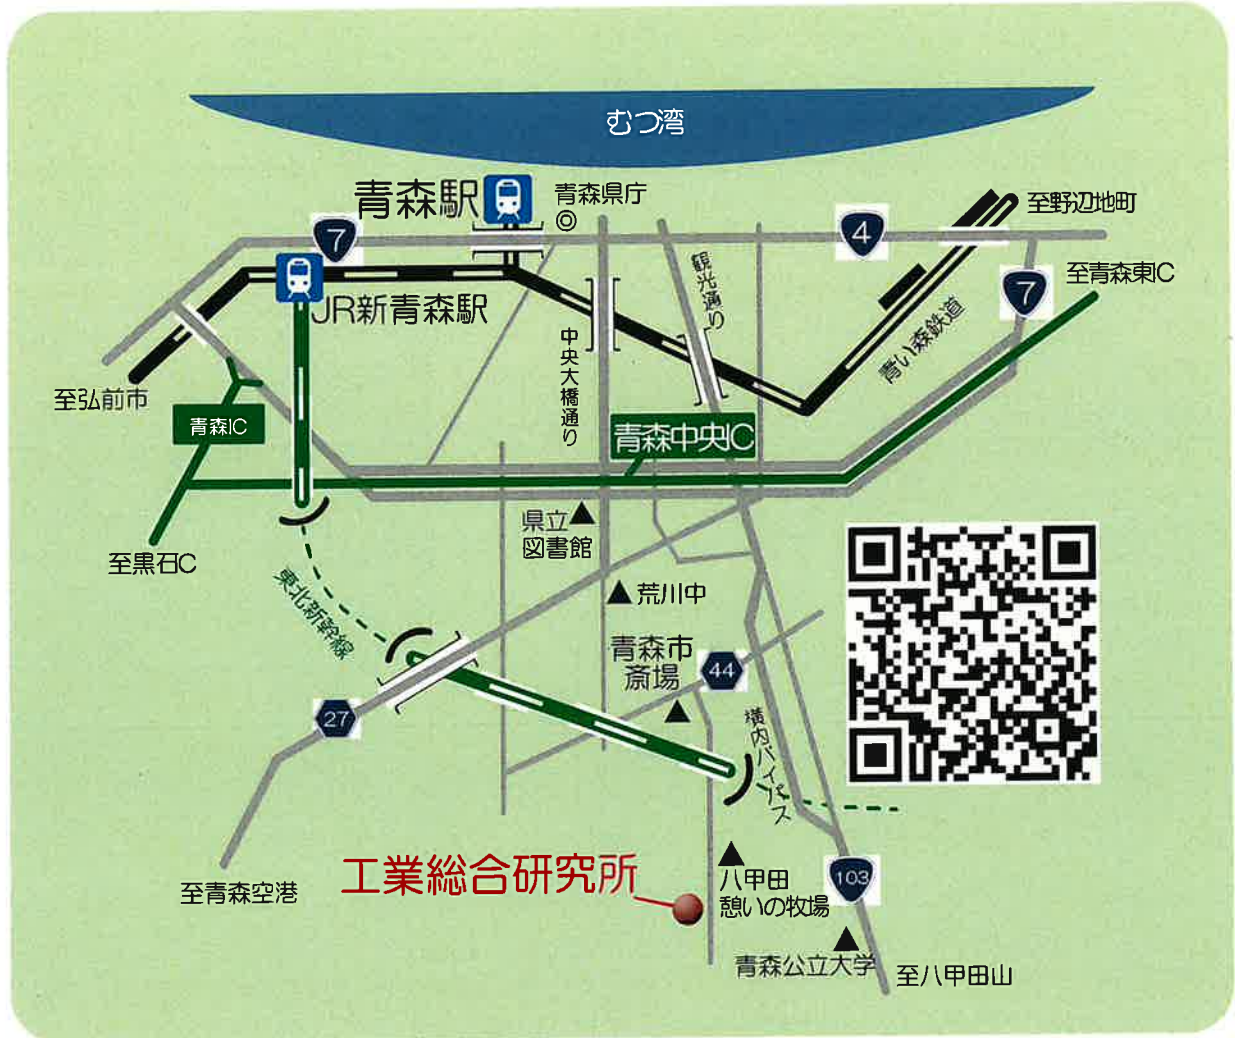 むつ湾
青森駅
青森県庁
7
4
至野辺地町
JR新青森駅
観光通り
7
至青森東IC
中央大橋通り
青い森鉄道
至弘前市
青森IC
青森中央IC
県立
図書館
至黒石C
東北新幹線
荒川中
青森市
斎場
44
27
横内バイパス
工業総合研究所
八甲田
憩いの牧場
103
至青森空港
青森公立大学
至八甲田山